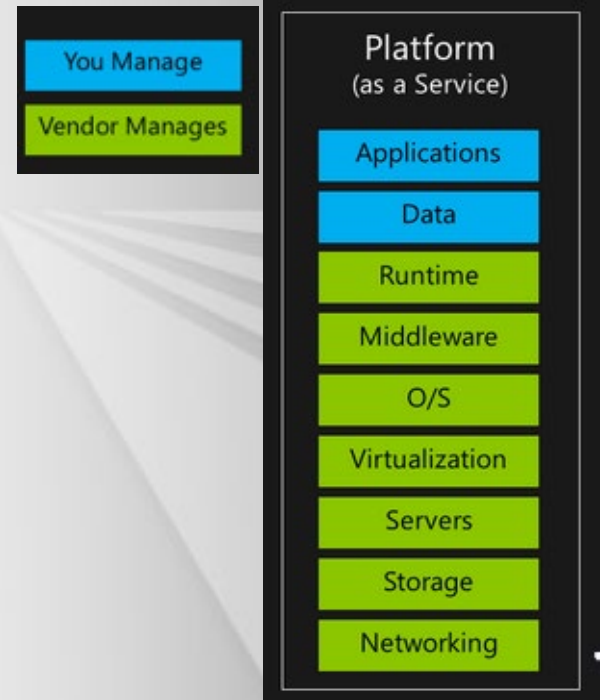 You Manage
Vendor Manages
Platform
(as a Service)
Applications
Data
Runtime
Middleware
O/S
Virtualization
Servers
Storage
Networking